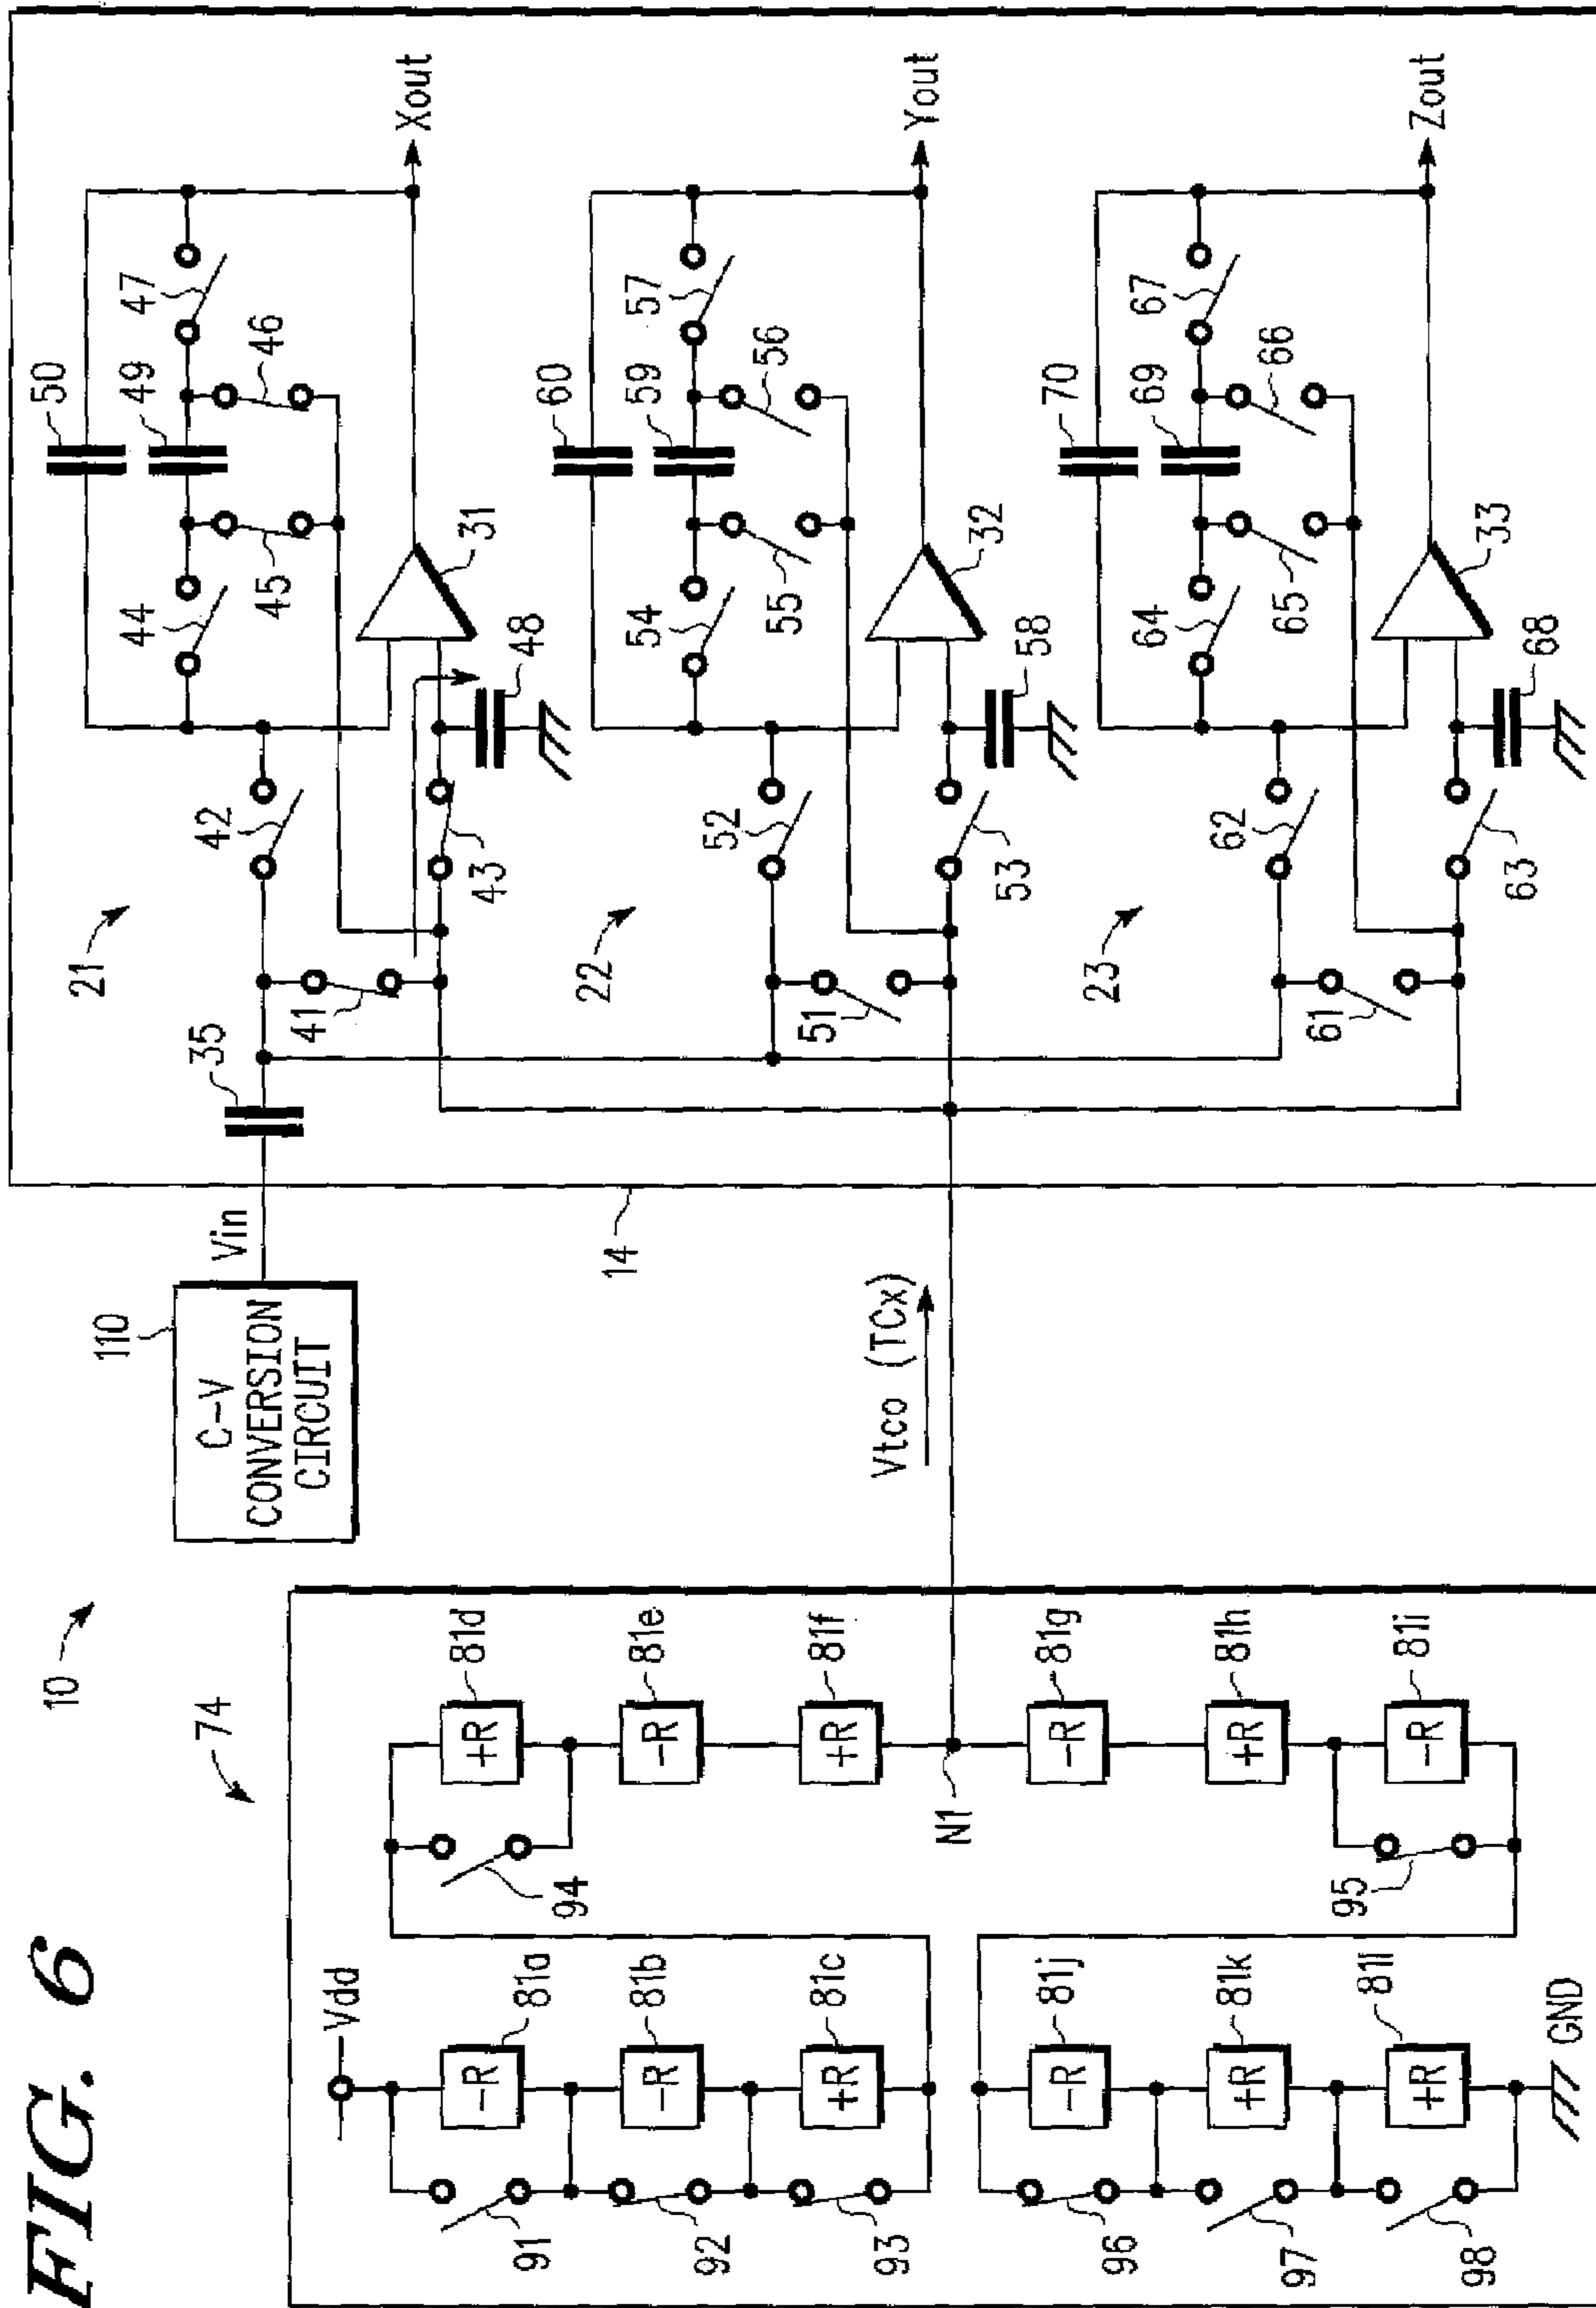 FIG. 6
10
74
Vdd
91
92
93
81a
81b
81c
-R
-R
+R
94
81d
81e
81f
+R
-R
+R
N1
81g
81h
81i
-R
+R
-R
95
96
97
98
81j
81k
81l
-R
+R
+R
GND
110
C-V
CONVERSION
CIRCUIT
Vin
Vtco (TCx)
14
35
21
41
42
43
44
45
46
47
48
49
50
31
Xout
22
51
52
53
54
55
56
57
58
59
60
32
Yout
23
61
62
63
64
65
66
67
68
69
70
33
Zout